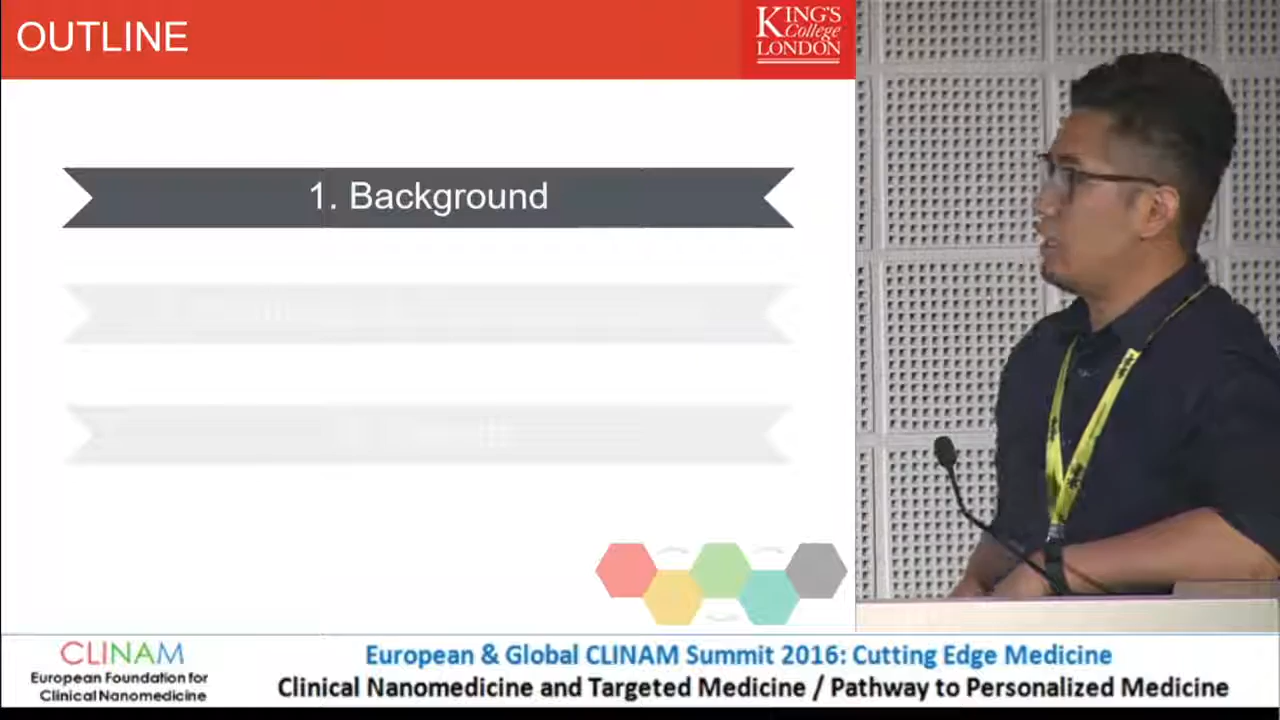 OUTLINE
KING'S
College
LONDON
1. Background
CLINAM
European Foundation for
Clinical Nanomedicine
European & Global CLINAM Summit 2016: Cutting Edge Medicine
Clinical Nanomedicine and Targeted Medicine / Pathway to Personalized Medicine